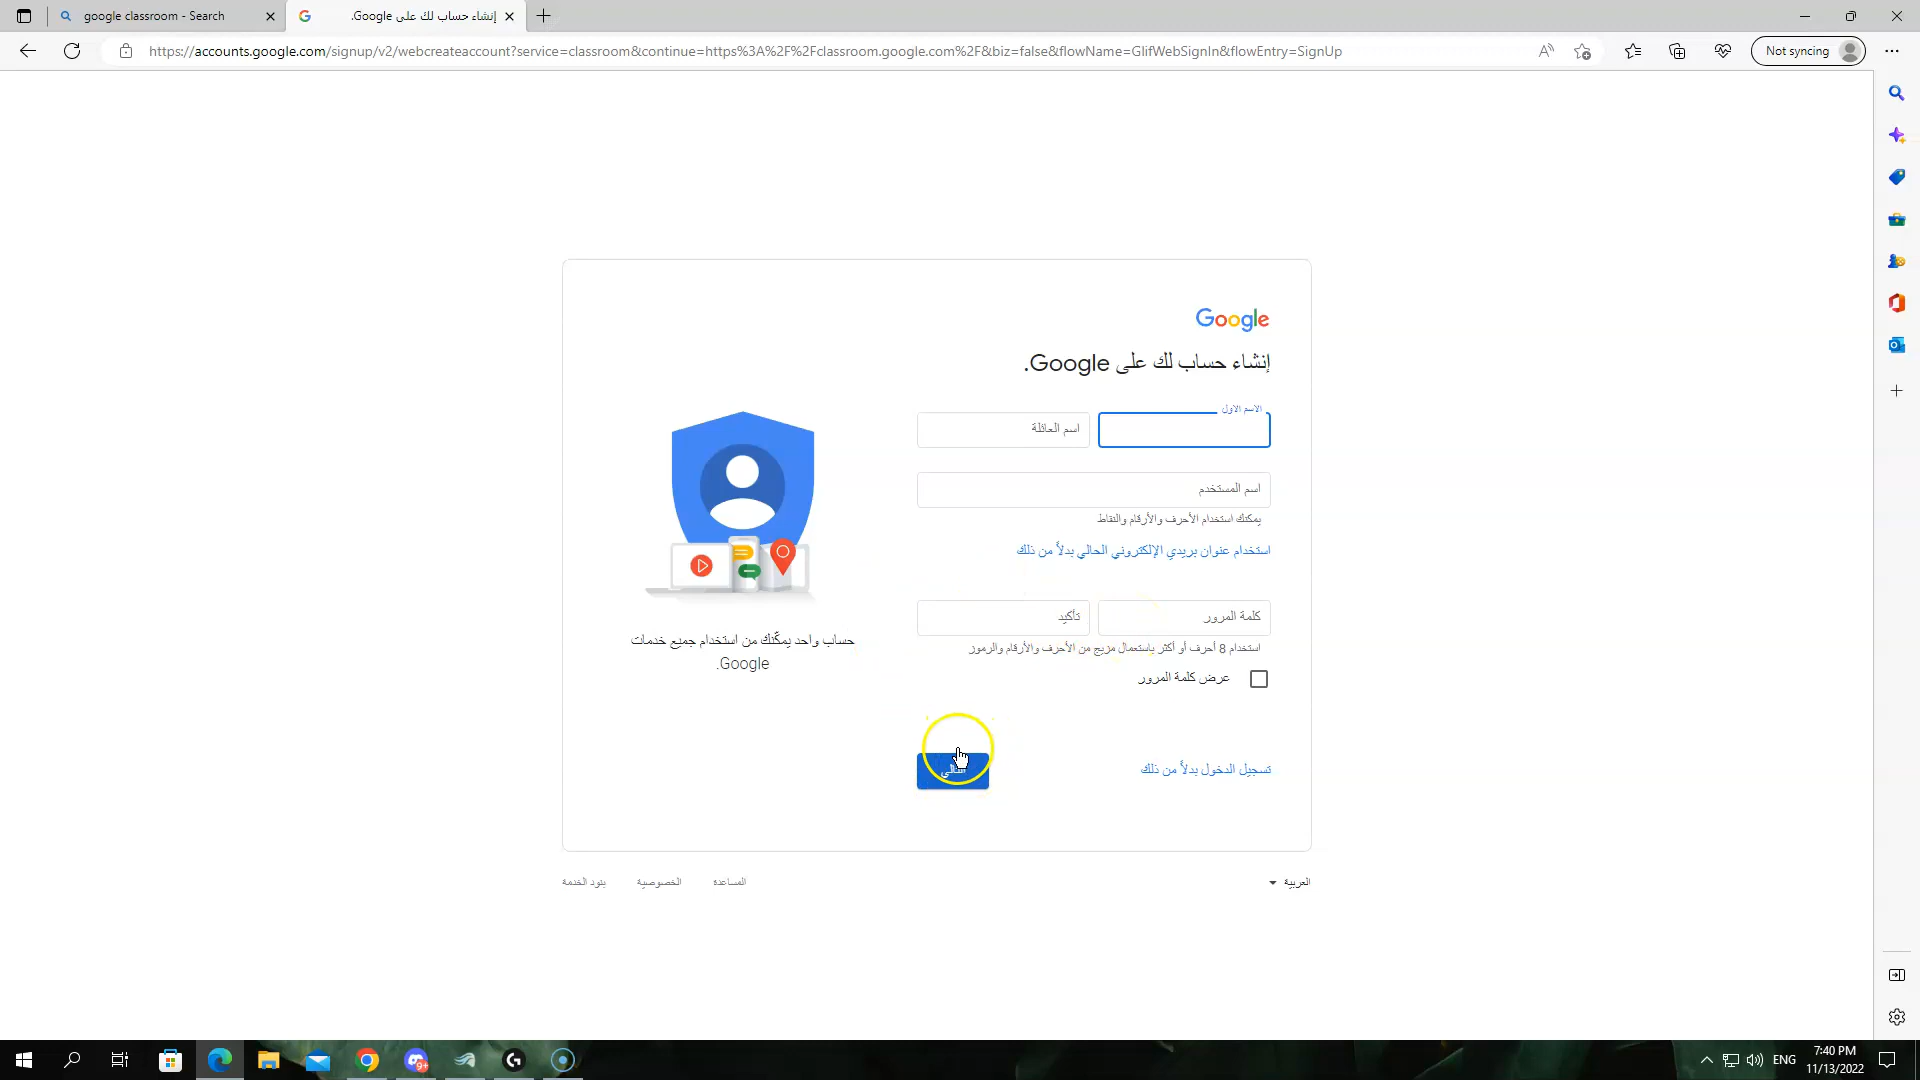 google classroom - Search
إنشاء حساب لك على Google.
https://accounts.google.com/signup/v2/webcreateaccount?service=classroom&continue=https%3A%2F%2Fclassroom.google.com%2F&biz=false&flowName=GlifWebSignIn&flowEntry=SignUp
Not syncing
Google
إنشاء حساب لك على Google.
الاسم الأول
اسم العائلة
اسم المستخدم
يمكنك استخدام الأحرف والأرقام والنقاط
استخدام عنوان بريدي الإلكتروني الحالي بدلاً من ذلك
كلمة المرور
تأكيد
استخدام 8 أحرف أو أكثر باستعمال مزيج من الأحرف والأرقام والرموز
عرض كلمة المرور
حساب واحد يمكّنك من استخدام جميع خدمات
Google.
تسجيل الدخول بدلاً من ذلك
العربية
المساعدة
الخصوصية
بنود الخدمة
9+
ENG
7:40 PM
11/13/2022